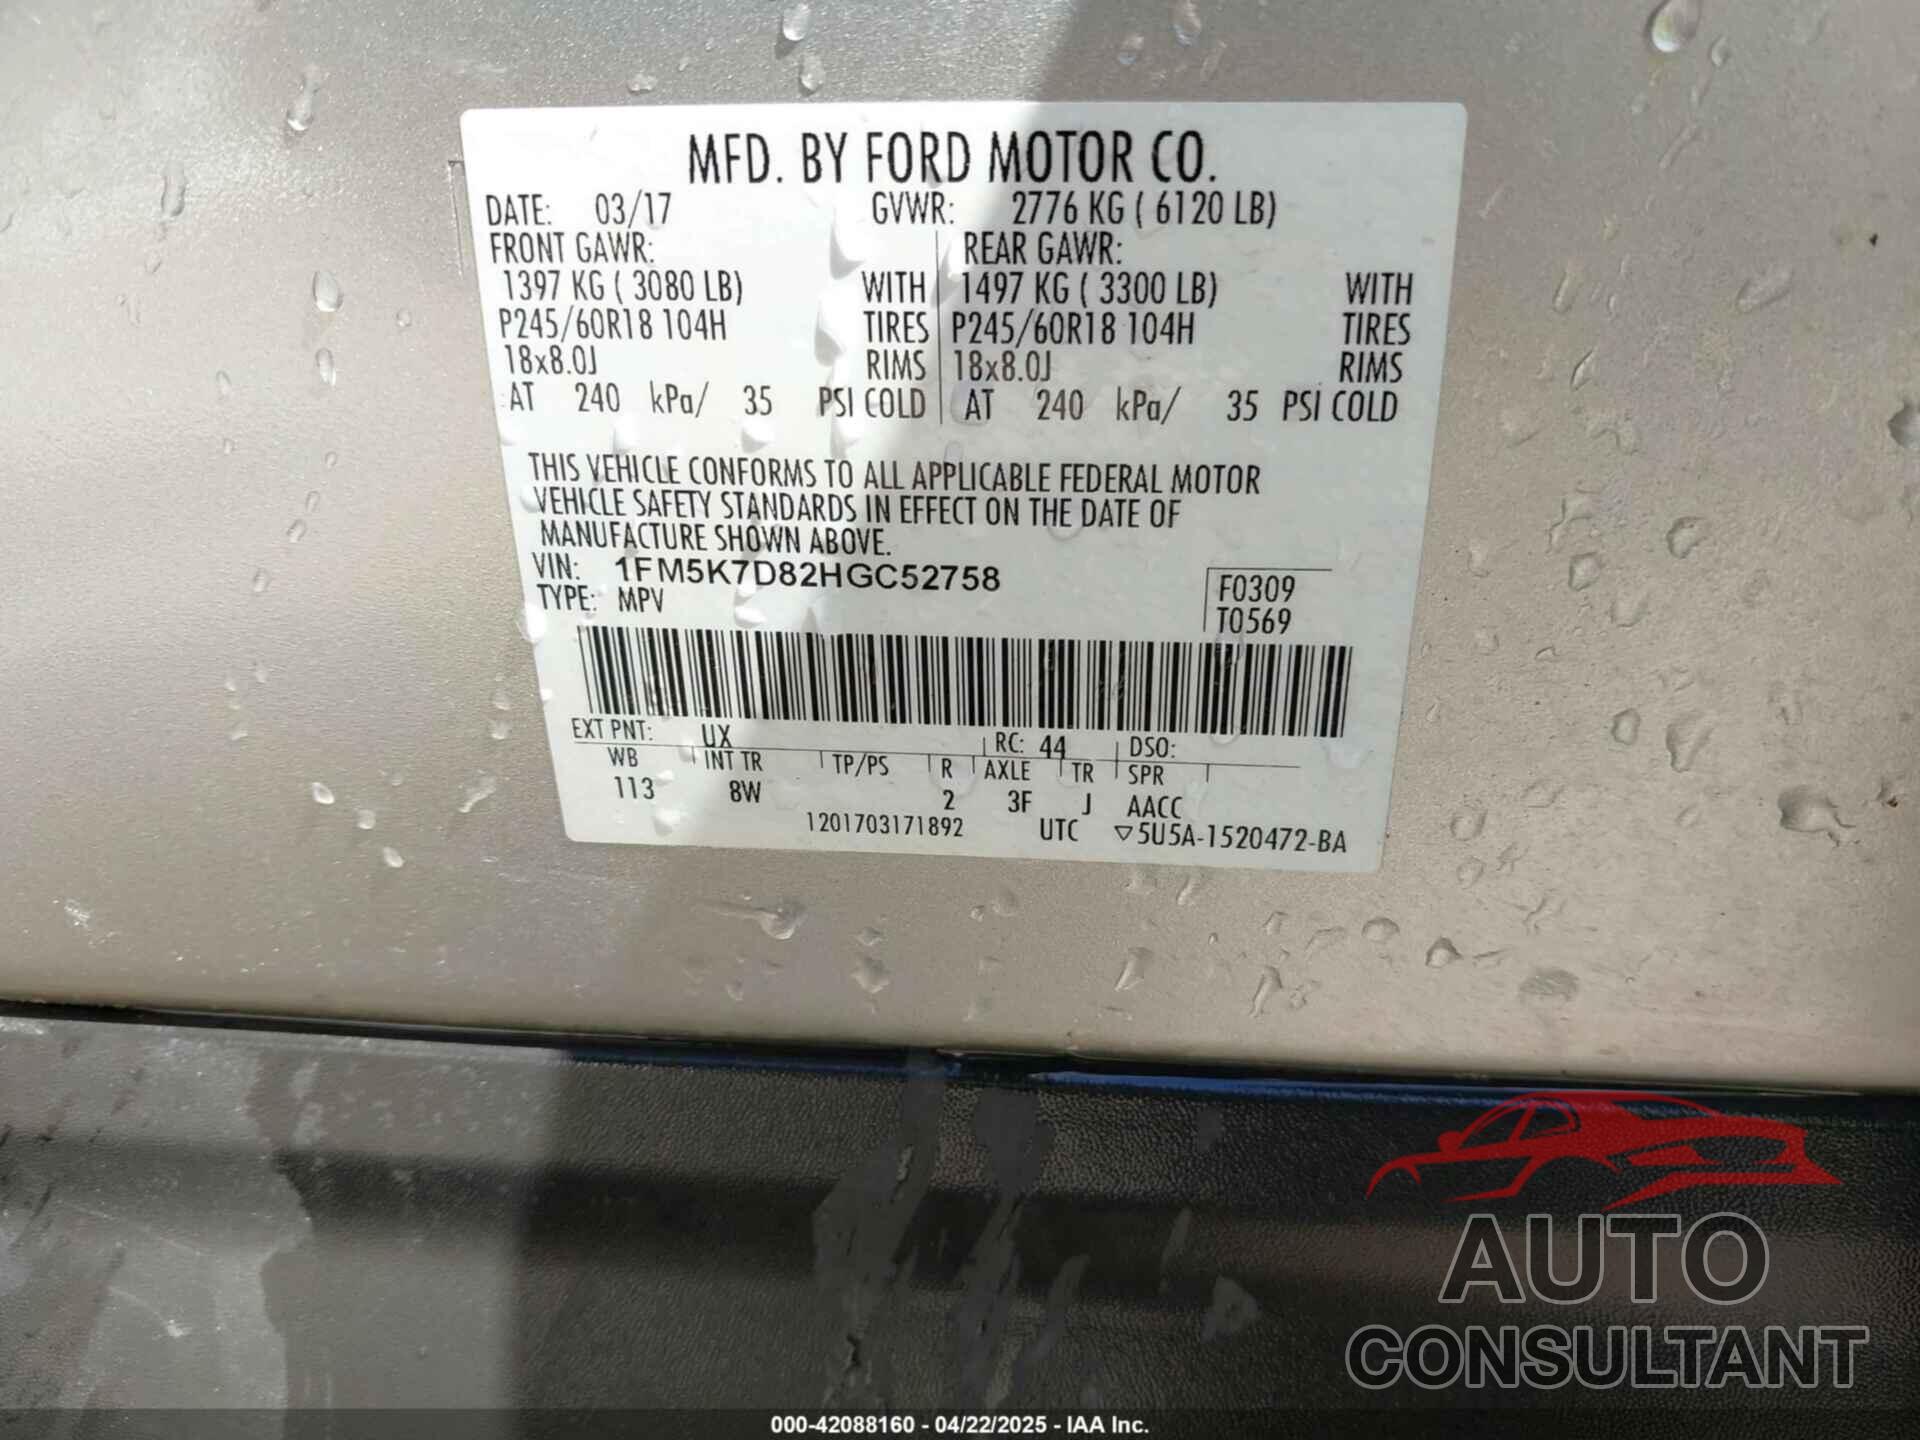 MFD. BY FORD MOTOR CO.
DATE: 03/17 GVWR: 2776 KG ( 6120 LB)
FRONT GAWR: REAR GAWR:
1397 KG ( 3080 LB) WITH 1497 KG ( 3300 LB) WITH
P245/60R18 104H TIRES P245/60R18 104H TIRES
18x8.0J RIMS 18x8.0J RIMS
AT 240 kPa/ 35 PSI COLD AT 240 kPa/ 35 PSI COLD
THIS VEHICLE CONFORMS TO ALL APPLICABLE FEDERAL MOTOR
VEHICLE SAFETY STANDARDS IN EFFECT ON THE DATE OF
MANUFACTURE SHOWN ABOVE.
VIN: 1FM5K7D82HGC52758
TYPE: MPV
F0309
T0569
EXT PNT: UX RC: 44 DSO:
WB INT TR TP/PS R AXLE TR SPR
113 8W 2 3F J AACC
1201703171892 UTC ▽5U5A-1520472-BA
AUTO
CONSULTANT
000-42088160 - 04/22/2025 - IAA Inc.